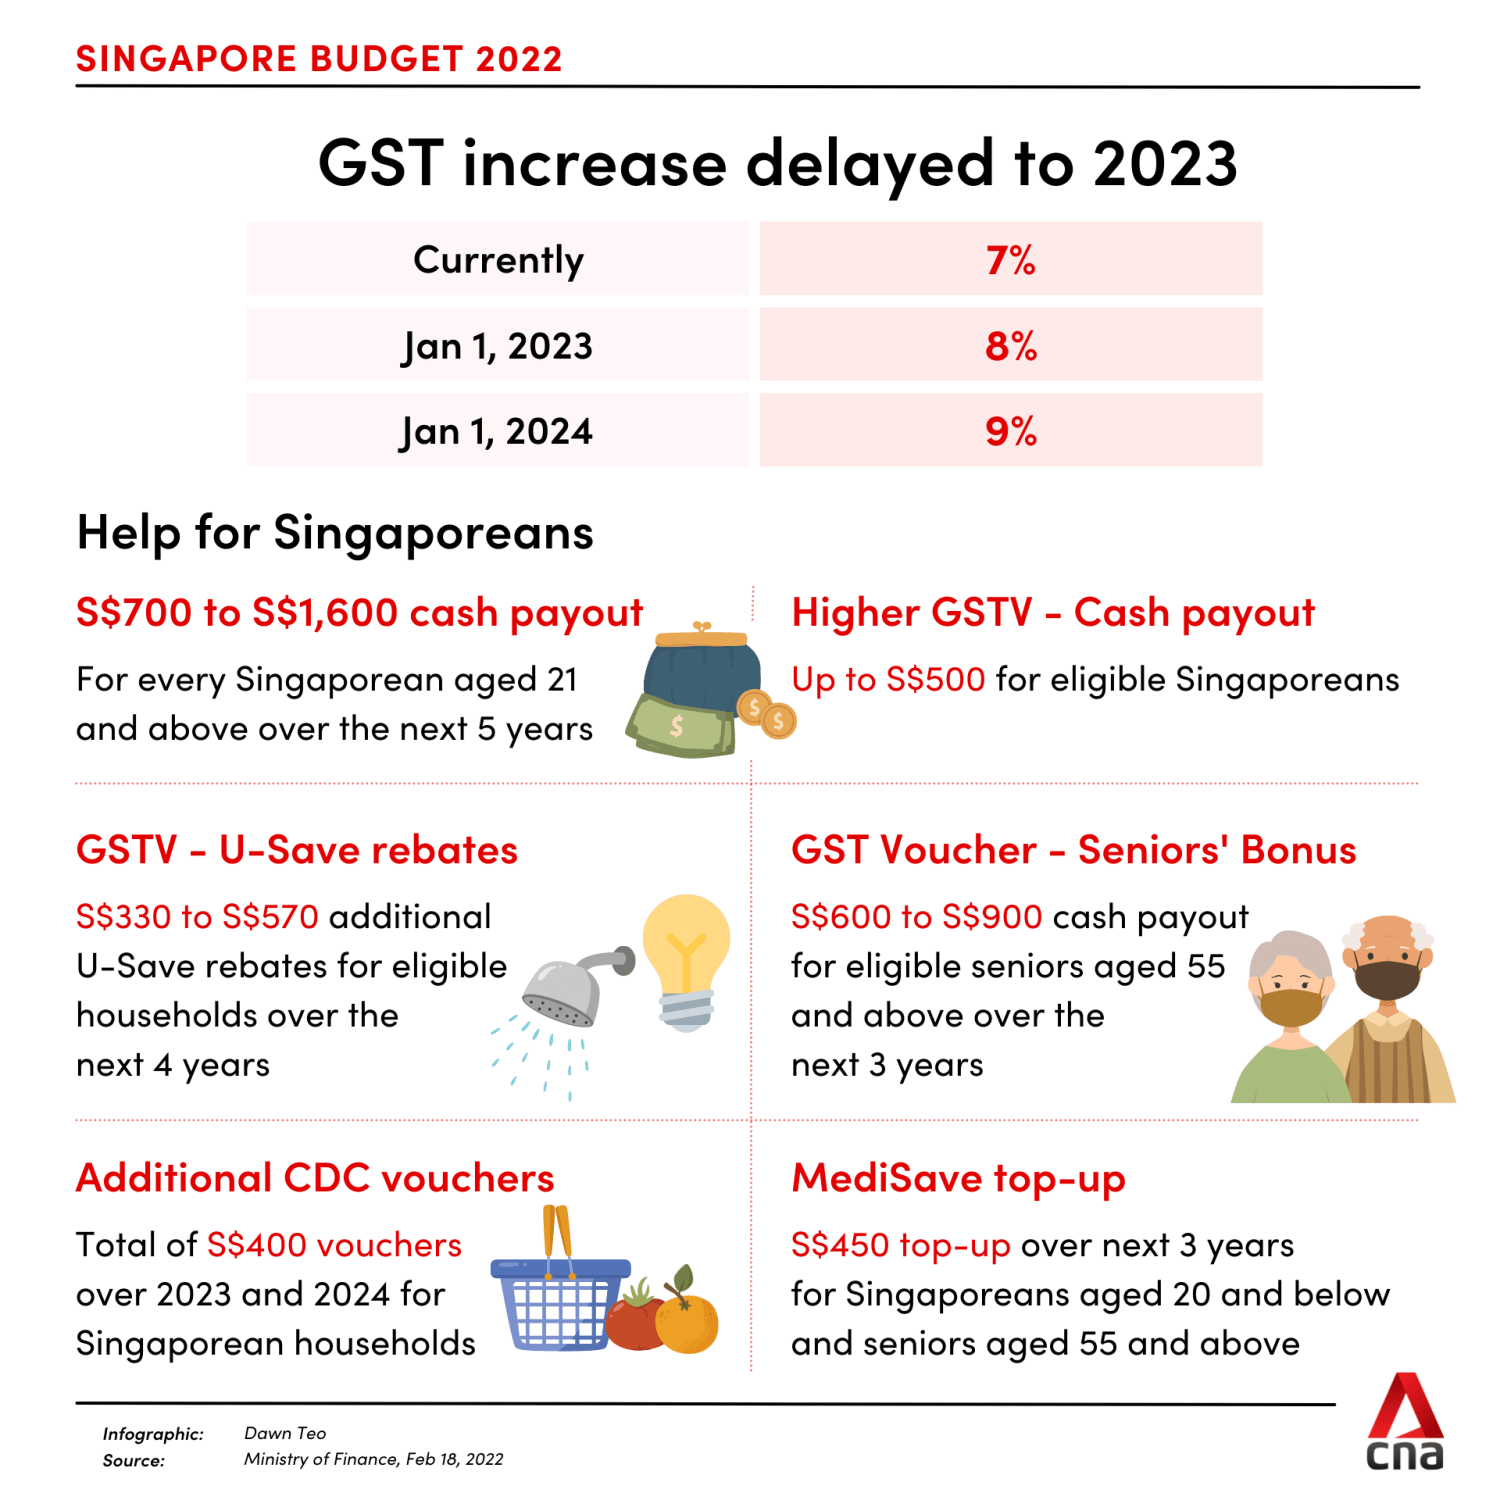 SINGAPORE BUDGET 2022
GST increase delayed to 2023
Currently 7%
Jan 1, 2023 8%
Jan 1, 2024 9%
Help for Singaporeans
S$700 to S$1,600 cash payout
For every Singaporean aged 21
and above over the next 5 years
$
$
$
Higher GSTV - Cash payout
Up to S$500 for eligible Singaporeans
GSTV - U-Save rebates
S$330 to S$570 additional
U-Save rebates for eligible
households over the
next 4 years
GST Voucher - Seniors' Bonus
S$600 to S$900 cash payout
for eligible seniors aged 55
and above over the
next 3 years
Additional CDC vouchers
Total of S$400 vouchers
over 2023 and 2024 for
Singaporean households
MediSave top-up
S$450 top-up over next 3 years
for Singaporeans aged 20 and below
and seniors aged 55 and above
Infographic: Dawn Teo
Source: Ministry of Finance, Feb 18, 2022
cna